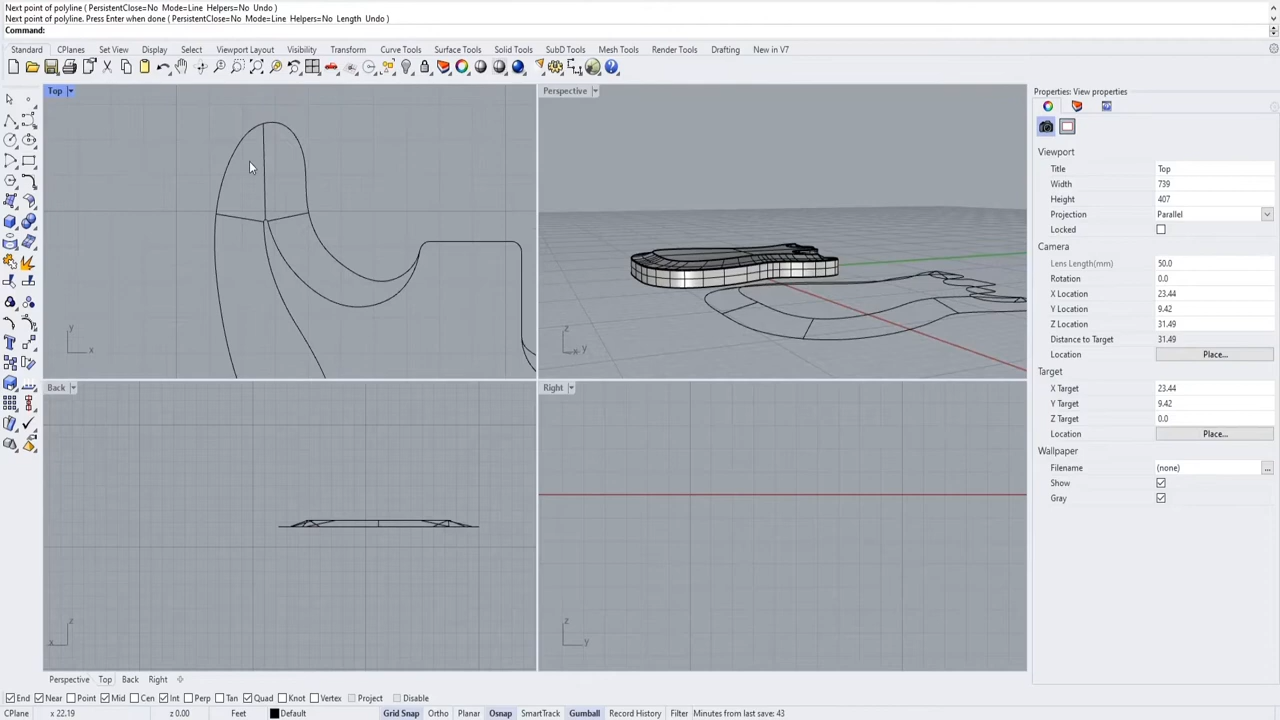 Next point of polyline ( PersistentClose=No Mode=Line Helpers=No Undo )
Next point of polyline. Press Enter when done ( PersistentClose=No Mode=Line Helpers=No Length Undo )
Command:
Standard CPlanes Set View Display Select Viewport Layout Visibility Transform Curve Tools Surface Tools Solid Tools SubD Tools Mesh Tools Render Tools Drafting New in V7
Top
Perspective
Properties: View properties
Viewport
Title Top
Width 739
Height 407
Projection Parallel
Locked
Camera
Lens Length(mm) 50.0
Rotation 0.0
X Location 23.44
Y Location 9.42
Z Location 31.49
Distance to Target 31.49
Location Place...
Target
X Target 23.44
Y Target 9.42
Z Target 0.0
Location Place...
Wallpaper
Filename (none) ...
Show
Gray
y
x
z
x y
Back
Right
z
x
z
y
Perspective Top Back Right
End Near Point Mid Cen Int Perp Tan Quad Knot Vertex Project Disable
CPlane x 22.19 z 0.00 Feet Default Grid Snap Ortho Planar Osnap SmartTrack Gumball Record History Filter Minutes from last save: 43